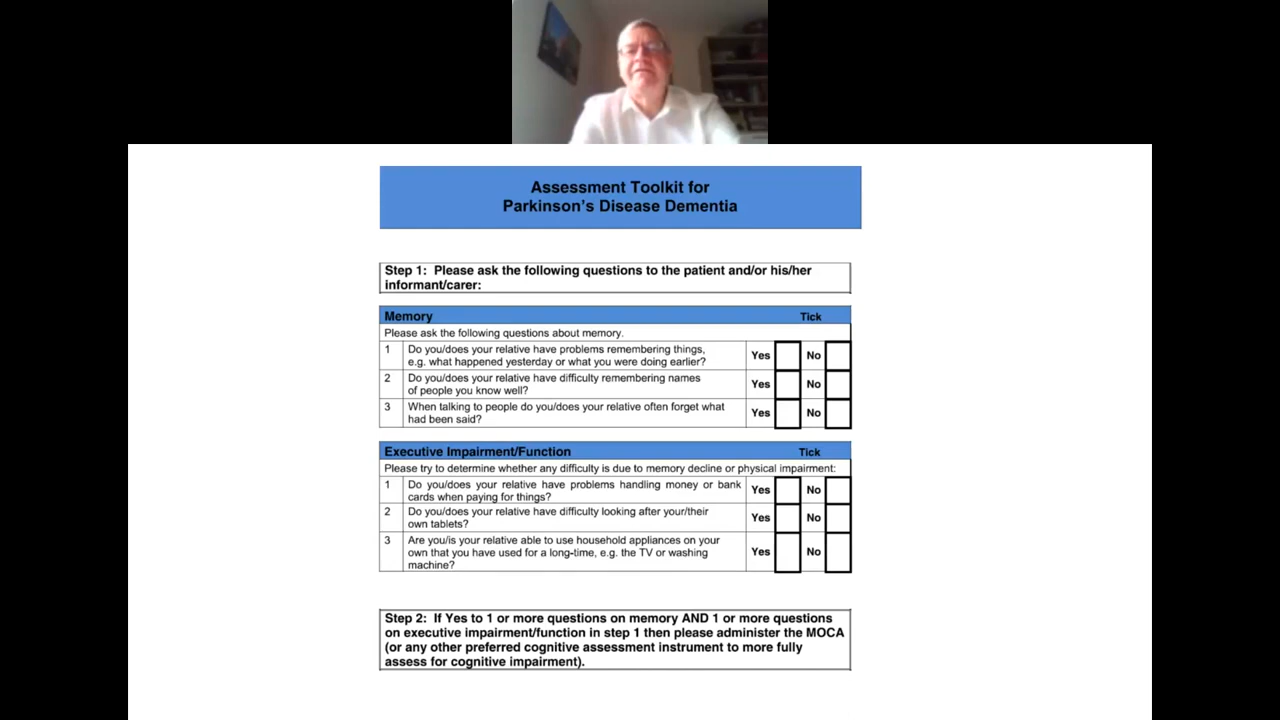 Assessment Toolkit for
Parkinson's Disease Dementia
Step 1: Please ask the following questions to the patient and/or his/her
informant/carer:
Memory Tick
Please ask the following questions about memory.
1 Do you/does your relative have problems remembering things,
e.g. what happened yesterday or what you were doing earlier? Yes No
2 Do you/does your relative have difficulty remembering names
of people you know well? Yes No
3 When talking to people do you/does your relative often forget what
had been said? Yes No
Executive Impairment/Function Tick
Please try to determine whether any difficulty is due to memory decline or physical impairment:
1 Do you/does your relative have problems handling money or bank
cards when paying for things? Yes No
2 Do you/does your relative have difficulty looking after your/their
own tablets? Yes No
3 Are you/is your relative able to use household appliances on your
own that you have used for a long-time, e.g. the TV or washing Yes No
machine?
Step 2: If Yes to 1 or more questions on memory AND 1 or more questions
on executive impairment/function in step 1 then please administer the MOCA
(or any other preferred cognitive assessment instrument to more fully
assess for cognitive impairment).